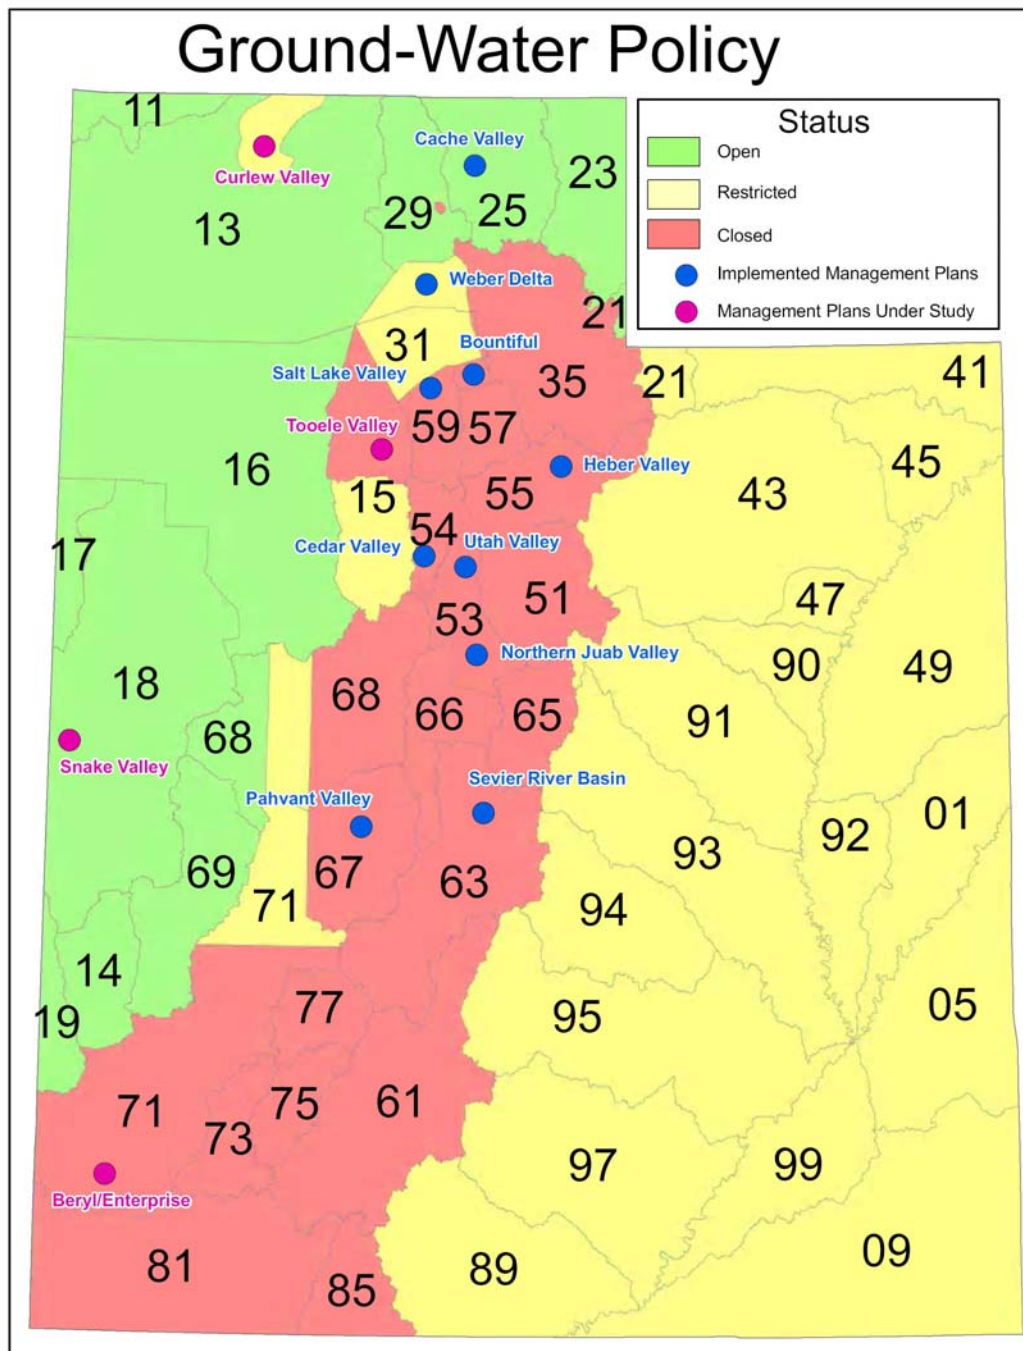 Ground-Water Policy
Status
Open
Restricted
Closed
Implemented Management Plans
Management Plans Under Study
11
Curlew Valley
Cache Valley
23
13
29
25
Weber Delta
21
31
Bountiful
Salt Lake Valley
35
21
41
Tooele Valley
59
57
16
15
55
Heber Valley
43
45
17
54
Cedar Valley
Utah Valley
53
51
47
Northern Juab Valley
90
49
18
68
68
66
65
91
Snake Valley
Pahvant Valley
Sevier River Basin
01
92
69
67
63
93
71
94
14
19
77
95
05
71
73
75
61
97
99
Beryl/Enterprise
81
85
89
09